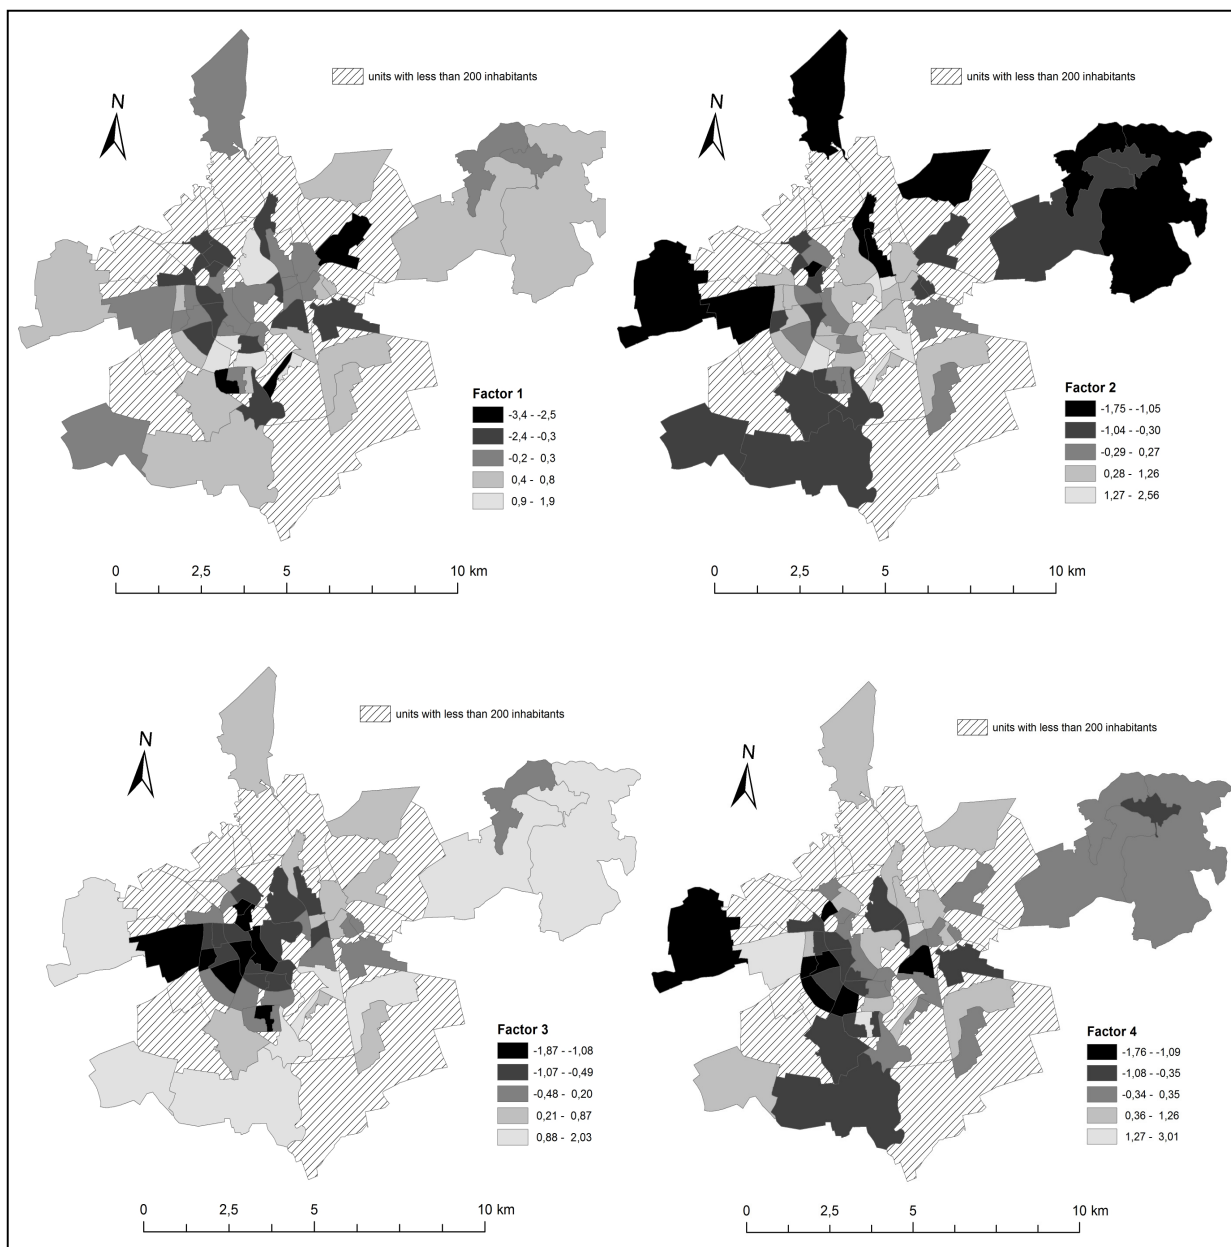 units with less than 200 inhabitants
N
Factor 1
-3,4 - -2,5
-2,4 - -0,3
-0,2 - 0,3
0,4 - 0,8
0,9 - 1,9
0 2,5 5 10 km
units with less than 200 inhabitants
N
Factor 2
-1,75 - -1,05
-1,04 - -0,30
-0,29 - 0,27
0,28 - 1,26
1,27 - 2,56
0 2,5 5 10 km
units with less than 200 inhabitants
N
Factor 3
-1,87 - -1,08
-1,07 - -0,49
-0,48 - 0,20
0,21 - 0,87
0,88 - 2,03
0 2,5 5 10 km
units with less than 200 inhabitants
N
Factor 4
-1,76 - -1,09
-1,08 - -0,35
-0,34 - 0,35
0,36 - 1,26
1,27 - 3,01
0 2,5 5 10 km